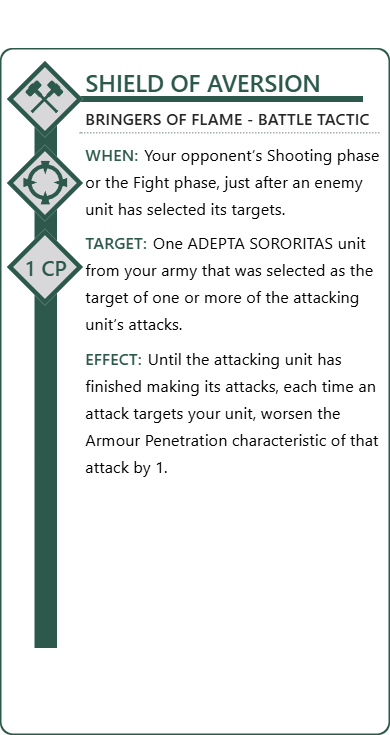 SHIELD OF AVERSION
BRINGERS OF FLAME - BATTLE TACTIC
WHEN: Your opponent's Shooting phase
or the Fight phase, just after an enemy
unit has selected its targets.
1 CP
TARGET: One ADEPTA SORORITAS unit
from your army that was selected as the
target of one or more of the attacking
unit's attacks.
EFFECT: Until the attacking unit has
finished making its attacks, each time an
attack targets your unit, worsen the
Armour Penetration characteristic of that
attack by 1.